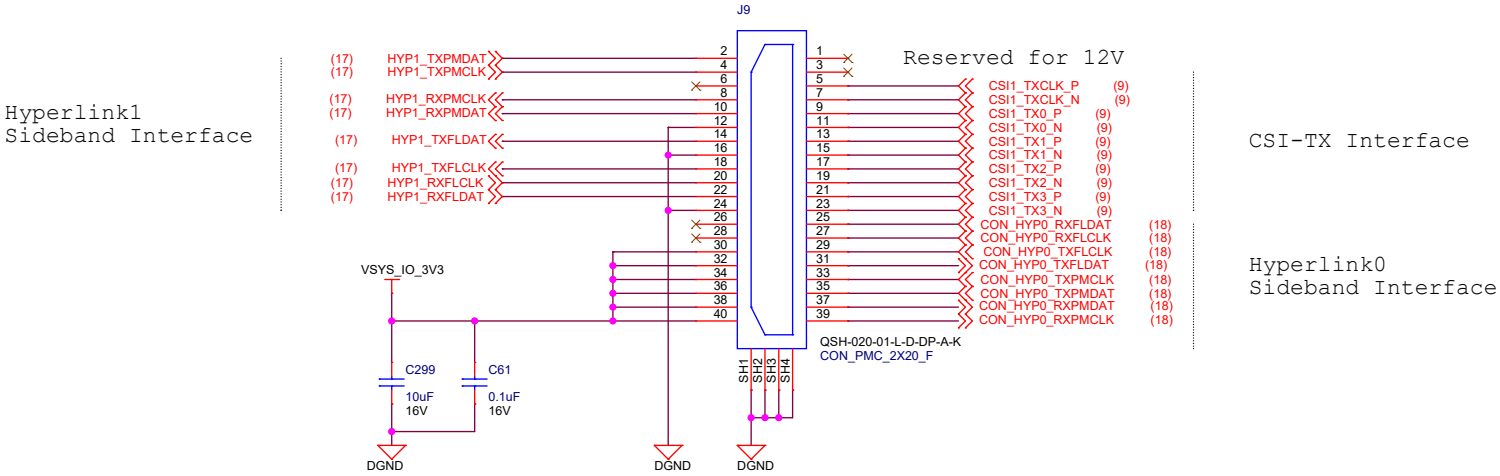 J9
2
1
Reserved for 12V
(17) HYP1_TXPMDAT
4
3
(17) HYP1_TXPMCLK
6
5
CSI1_TXCLK_P (9)
8
7
CSI1_TXCLK_N (9)
(17) HYP1_RXPMCLK
10
9
CSI1_TX0_P (9)
(17) HYP1_RXPMDAT
12
11
CSI1_TX0_N (9)
14
13
CSI1_TX1_P (9)
(17) HYP1_TXFLDAT
16
15
CSI1_TX1_N (9)
18
17
CSI1_TX2_P (9)
(17) HYP1_TXFLCLK
20
19
CSI1_TX2_N (9)
(17) HYP1_RXFLCLK
22
21
CSI1_TX3_P (9)
(17) HYP1_RXFLDAT
24
23
CSI1_TX3_N (9)
26
25
CON_HYP0_RXFLDAT (18)
28
27
CON_HYP0_RXFLCLK (18)
30
29
CON_HYP0_TXFLCLK (18)
32
31
CON_HYP0_TXFLDAT (18)
34
33
CON_HYP0_TXPMCLK (18)
36
35
CON_HYP0_TXPMDAT (18)
38
37
CON_HYP0_RXPMDAT (18)
40
39
CON_HYP0_RXPMCLK (18)
Hyperlink1
Sideband Interface
CSI-TX Interface
Hyperlink0
Sideband Interface
VSYS_IO_3V3
QSH-020-01-L-D-DP-A-K
CON_PMC_2X20_F
SH1
SH2
SH3
SH4
C299
10uF
16V
C61
0.1uF
16V
DGND
DGND
DGND